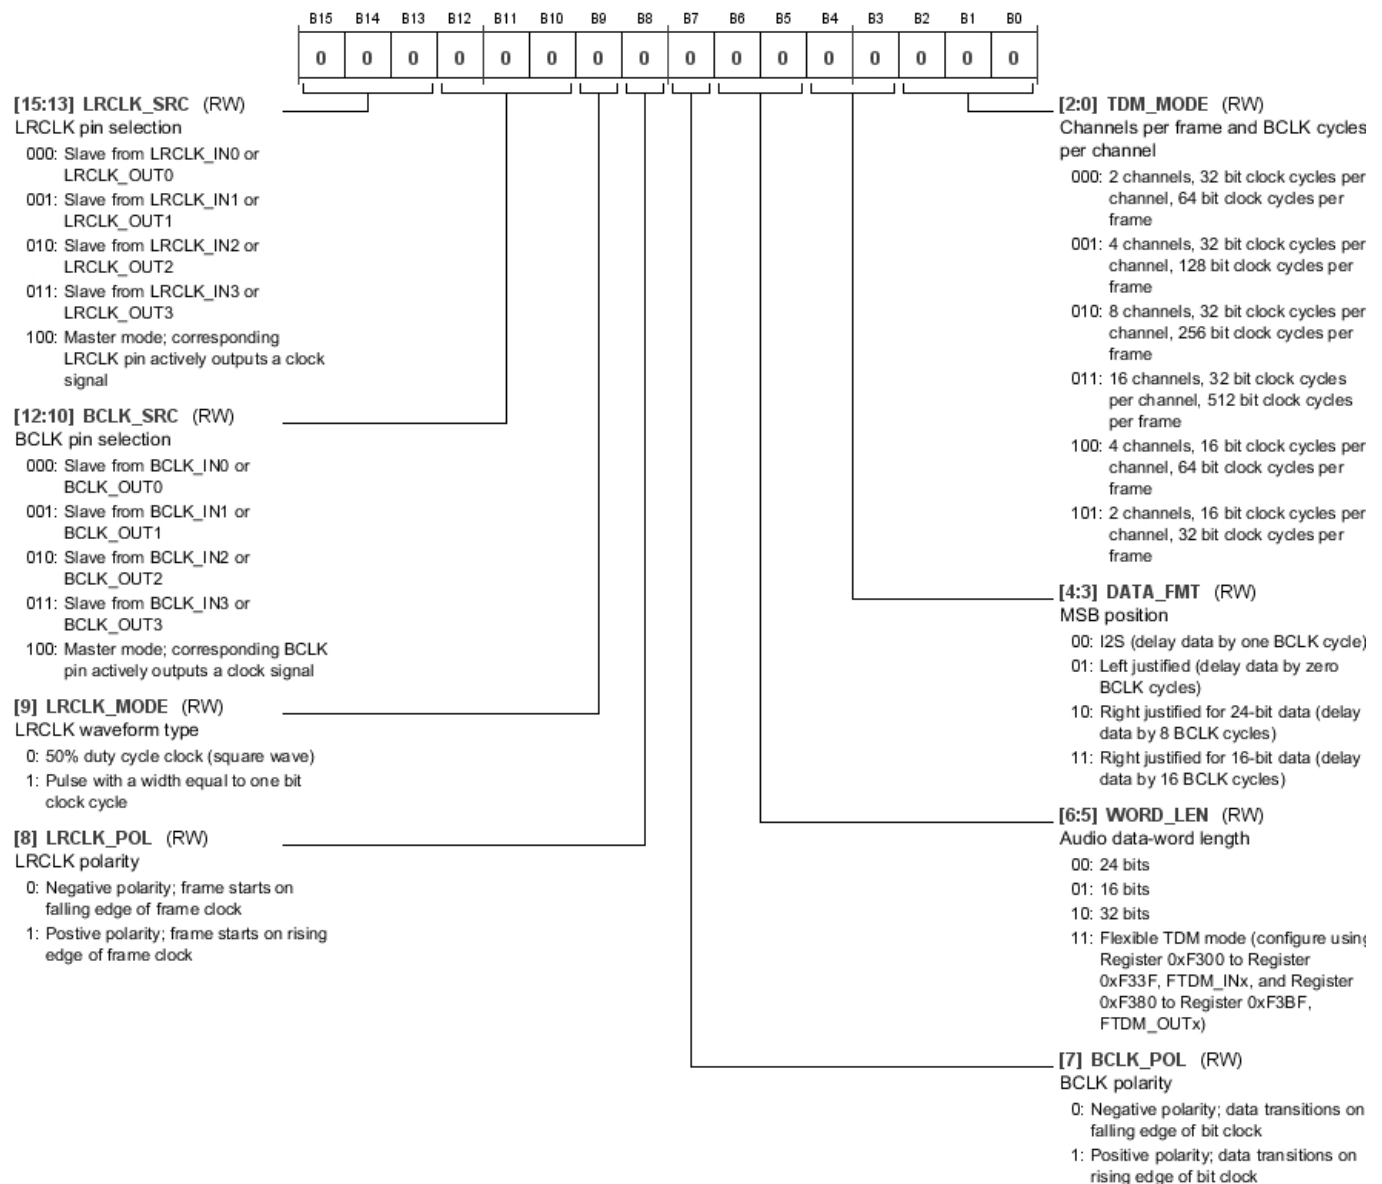 B15 B14 B13 B12 B11 B10 B9 B8 B7 B6 B5 B4 B3 B2 B1 B0
0 0 0 0 0 0 0 0 0 0 0 0 0 0 0 0
[15:13] LRCLK_SRC (RW)
LRCLK pin selection
000: Slave from LRCLK_IN0 or
LRCLK_OUT0
001: Slave from LRCLK_IN1 or
LRCLK_OUT1
010: Slave from LRCLK_IN2 or
LRCLK_OUT2
011: Slave from LRCLK_IN3 or
LRCLK_OUT3
100: Master mode; corresponding
LRCLK pin actively outputs a clock
signal
[12:10] BCLK_SRC (RW)
BCLK pin selection
000: Slave from BCLK_IN0 or
BCLK_OUT0
001: Slave from BCLK_IN1 or
BCLK_OUT1
010: Slave from BCLK_IN2 or
BCLK_OUT2
011: Slave from BCLK_IN3 or
BCLK_OUT3
100: Master mode; corresponding BCLK
pin actively outputs a clock signal
[9] LRCLK_MODE (RW)
LRCLK waveform type
0: 50% duty cycle clock (square wave)
1: Pulse with a width equal to one bit
clock cycle
[8] LRCLK_POL (RW)
LRCLK polarity
0: Negative polarity; frame starts on
falling edge of frame clock
1: Postive polarity; frame starts on rising
edge of frame clock
[2:0] TDM_MODE (RW)
Channels per frame and BCLK cycles
per channel
000: 2 channels, 32 bit clock cycles per
channel, 64 bit clock cycles per
frame
001: 4 channels, 32 bit clock cycles per
channel, 128 bit clock cycles per
frame
010: 8 channels, 32 bit clock cycles per
channel, 256 bit clock cycles per
frame
011: 16 channels, 32 bit clock cycles
per channel, 512 bit clock cycles
per frame
100: 4 channels, 16 bit clock cycles per
channel, 64 bit clock cycles per
frame
101: 2 channels, 16 bit clock cycles per
channel, 32 bit clock cycles per
frame
[4:3] DATA_FMT (RW)
MSB position
00: I2S (delay data by one BCLK cycle)
01: Left justified (delay data by zero
BCLK cycles)
10: Right justified for 24-bit data (delay
data by 8 BCLK cycles)
11: Right justified for 16-bit data (delay
data by 16 BCLK cycles)
[6:5] WORD_LEN (RW)
Audio data-word length
00: 24 bits
01: 16 bits
10: 32 bits
11: Flexible TDM mode (configure using
Register 0xF300 to Register
0xF33F, FTDM_INx, and Register
0xF380 to Register 0xF3BF,
FTDM_OUTx)
[7] BCLK_POL (RW)
BCLK polarity
0: Negative polarity; data transitions on
falling edge of bit clock
1: Positive polarity; data transitions on
rising edge of bit clock